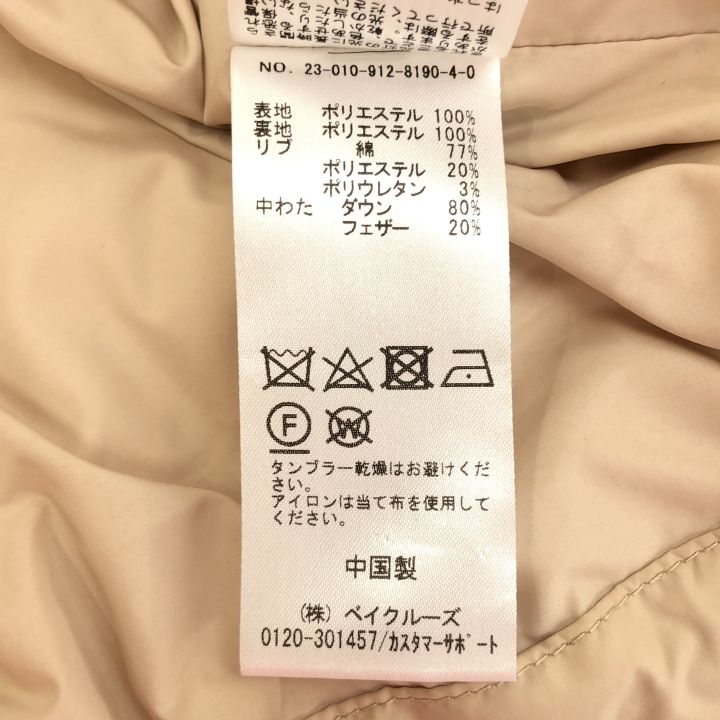 NO. 23-010-912-8190-4-0
表地 ポリエステル 100%
裏地 ポリエステル 100%
リブ 綿 77%
ポリエステル 20%
ポリウレタン 3%
中わた ダウン 80%
フェザー 20%
F
W
タンブラー乾燥はお避けくだ
さい。
アイロンは当て布を使用して
ください。
中国製
(株) ベイクルーズ
0120-301457/カスタマーサポート